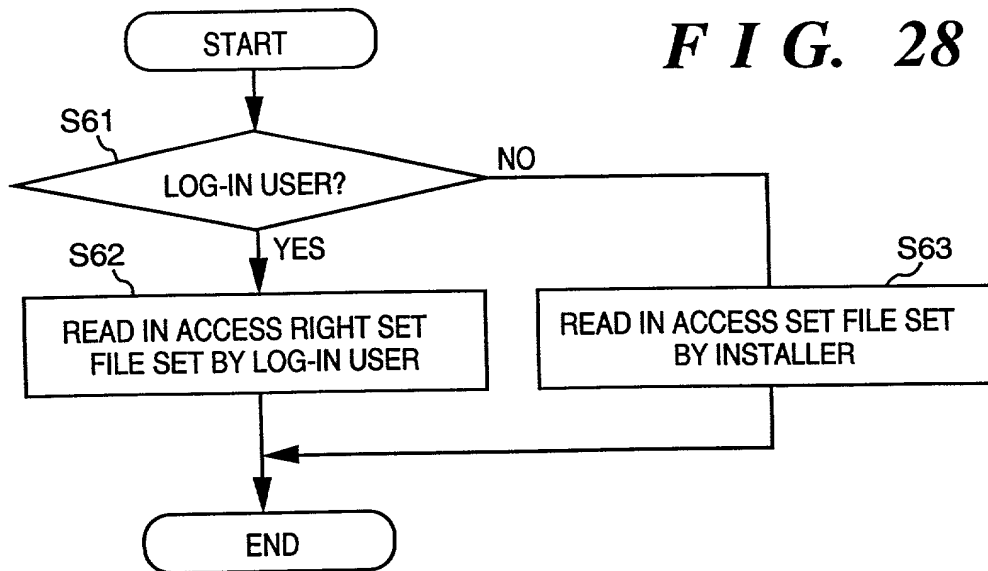 START
F I G. 28
S61
LOG-IN USER?
NO
YES
S62
S63
READ IN ACCESS RIGHT SET
FILE SET BY LOG-IN USER
READ IN ACCESS SET FILE SET
BY INSTALLER
END